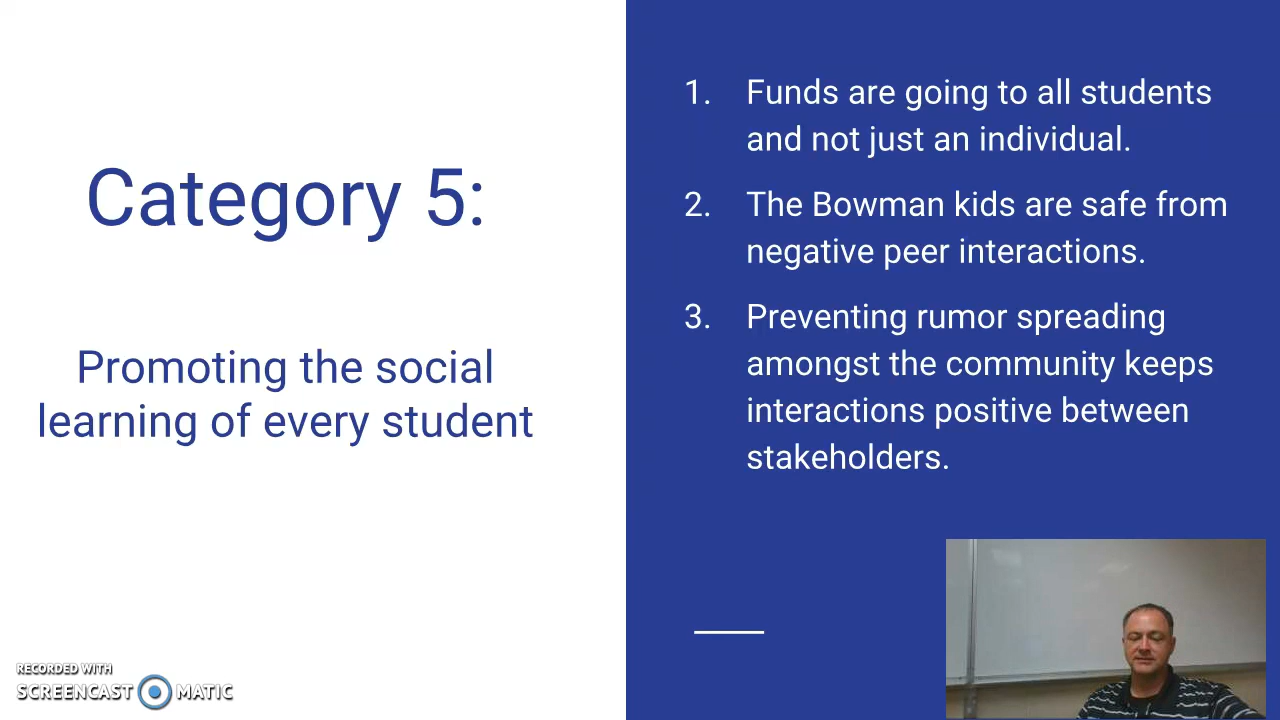 Category 5:
Promoting the social
learning of every student
1. Funds are going to all students
and not just an individual.
2. The Bowman kids are safe from
negative peer interactions.
3. Preventing rumor spreading
amongst the community keeps
interactions positive between
stakeholders.
RECORDED WITH
SCREENCAST MATIC